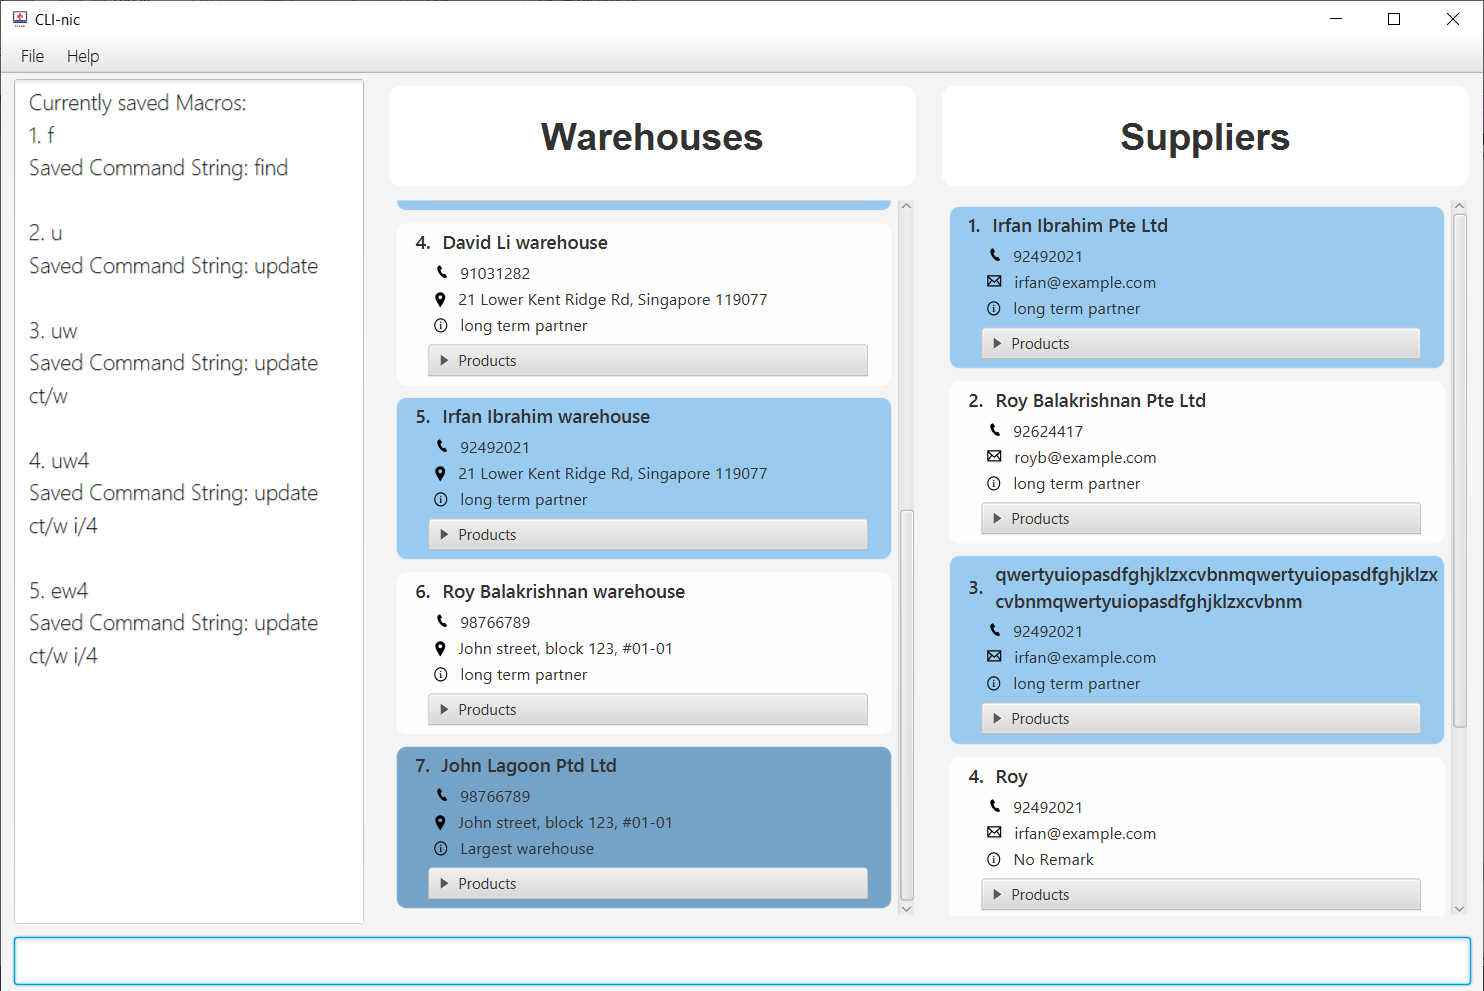 CLI-nic
File Help
Currently saved Macros:
1. f
Saved Command String: find
2. u
Saved Command String: update
3. uw
Saved Command String: update
ct/w
4. uw4
Saved Command String: update
ct/w i/4
5. ew4
Saved Command String: update
ct/w i/4
Warehouses
4. David Li warehouse
91031282
21 Lower Kent Ridge Rd, Singapore 119077
long term partner
Products
5. Irfan Ibrahim warehouse
92492021
21 Lower Kent Ridge Rd, Singapore 119077
long term partner
Products
6. Roy Balakrishnan warehouse
98766789
John street, block 123, #01-01
long term partner
Products
7. John Lagoon Ptd Ltd
98766789
John street, block 123, #01-01
Largest warehouse
Products
Suppliers
1. Irfan Ibrahim Pte Ltd
92492021
irfan@example.com
long term partner
Products
2. Roy Balakrishnan Pte Ltd
92624417
royb@example.com
long term partner
Products
3. qwertyuiopasdfghjklzxcvbnmqwertyuiopasdfghjklzx
cvbnmqwertyuiopasdfghjklzxcvbnm
92492021
irfan@example.com
long term partner
Products
4. Roy
92492021
irfan@example.com
No Remark
Products